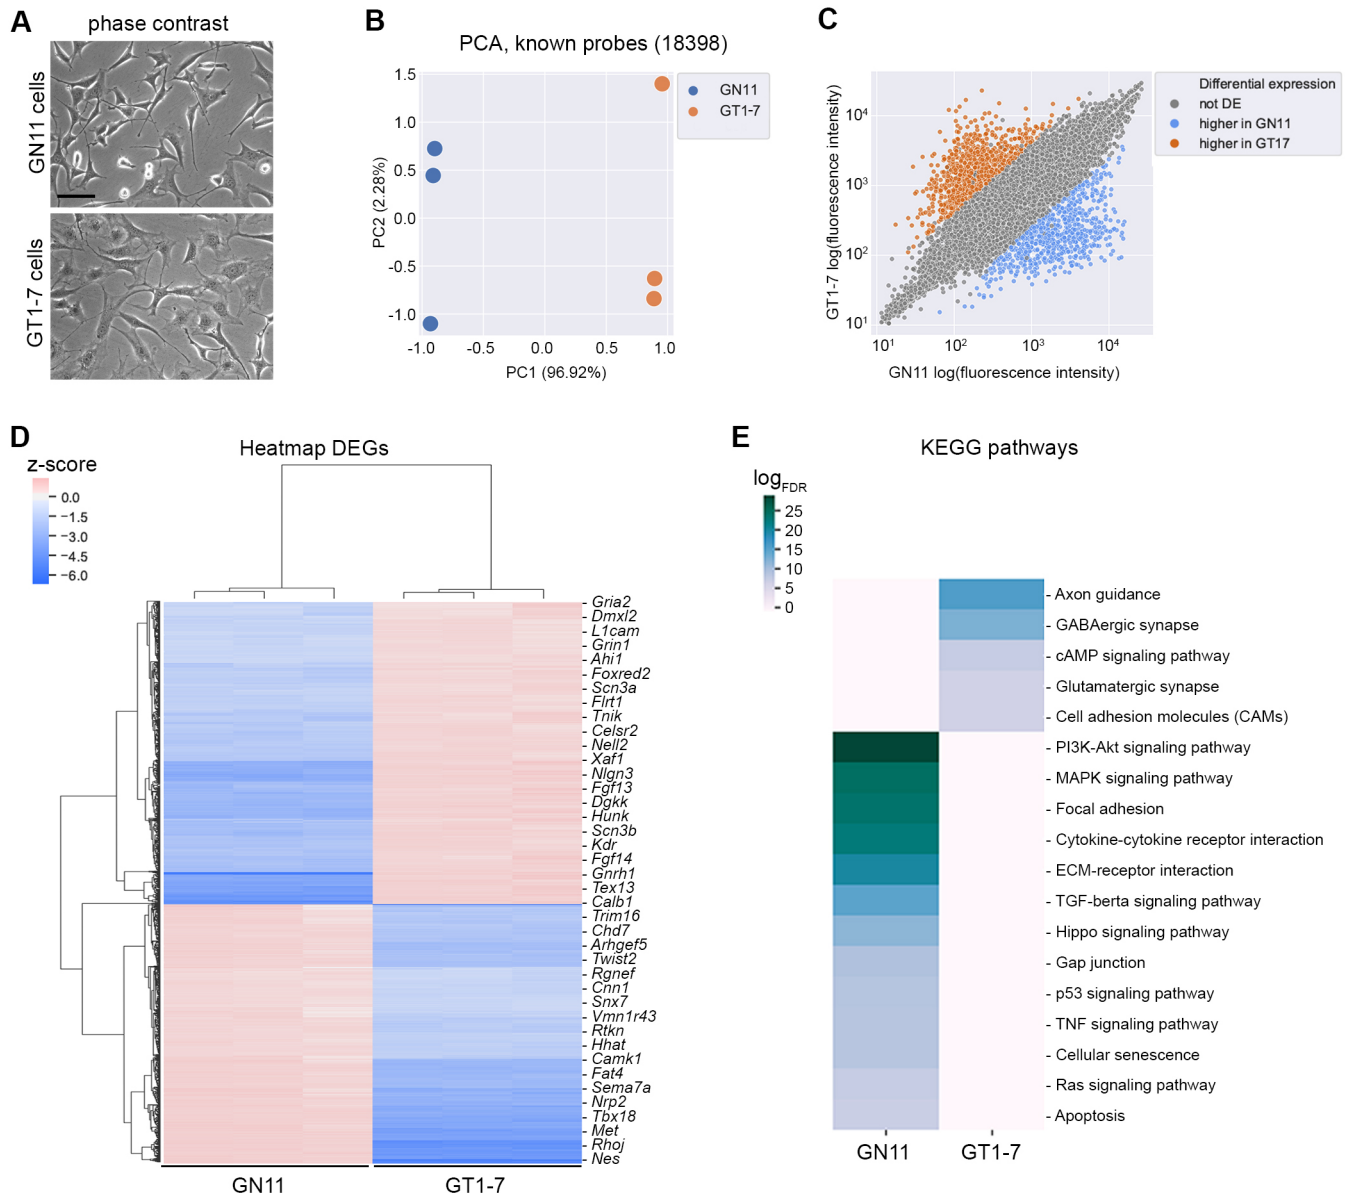 A
phase contrast
GN11 cells
GT1-7 cells
B
PCA, known probes (18398)
1.5
1.0
0.5
0.0
-0.5
-1.0
PC2 (2.28%)
-1.0
-0.5
0.0
0.5
1.0
PC1 (96.92%)
GN11
GT1-7
C
GT1-7 log(fluorescence intensity)
10⁴
10³
10²
10¹
10¹
10²
10³
10⁴
GN11 log(fluorescence intensity)
Differential expression
not DE
higher in GN11
higher in GT17
D
Heatmap DEGs
z-score
0.0
−1.5
−3.0
−4.5
−6.0
Gria2
Dmxl2
L1cam
Grin1
Ahi1
Foxred2
Scn3a
Flrt1
Tnik
Celsr2
Nell2
Xaf1
Nlgn3
Fgf13
Dgkk
Hunk
Scn3b
Kdr
Fgf14
Gnrh1
Tex13
Calb1
Trim16
Chd7
Arhgef5
Twist2
Rgnef
Cnn1
Snx7
Vmn1r43
Rtkn
Hhat
Camk1
Fat4
Sema7a
Nrp2
Tbx18
Met
Rhoj
Nes
GN11
GT1-7
E
KEGG pathways
log FDR
25
20
15
10
5
0
Axon guidance
GABAergic synapse
cAMP signaling pathway
Glutamatergic synapse
Cell adhesion molecules (CAMs)
PI3K-Akt signaling pathway
MAPK signaling pathway
Focal adhesion
Cytokine-cytokine receptor interaction
ECM-receptor interaction
TGF-berta signaling pathway
Hippo signaling pathway
Gap junction
p53 signaling pathway
TNF signaling pathway
Cellular senescence
Ras signaling pathway
Apoptosis
GN11
GT1-7